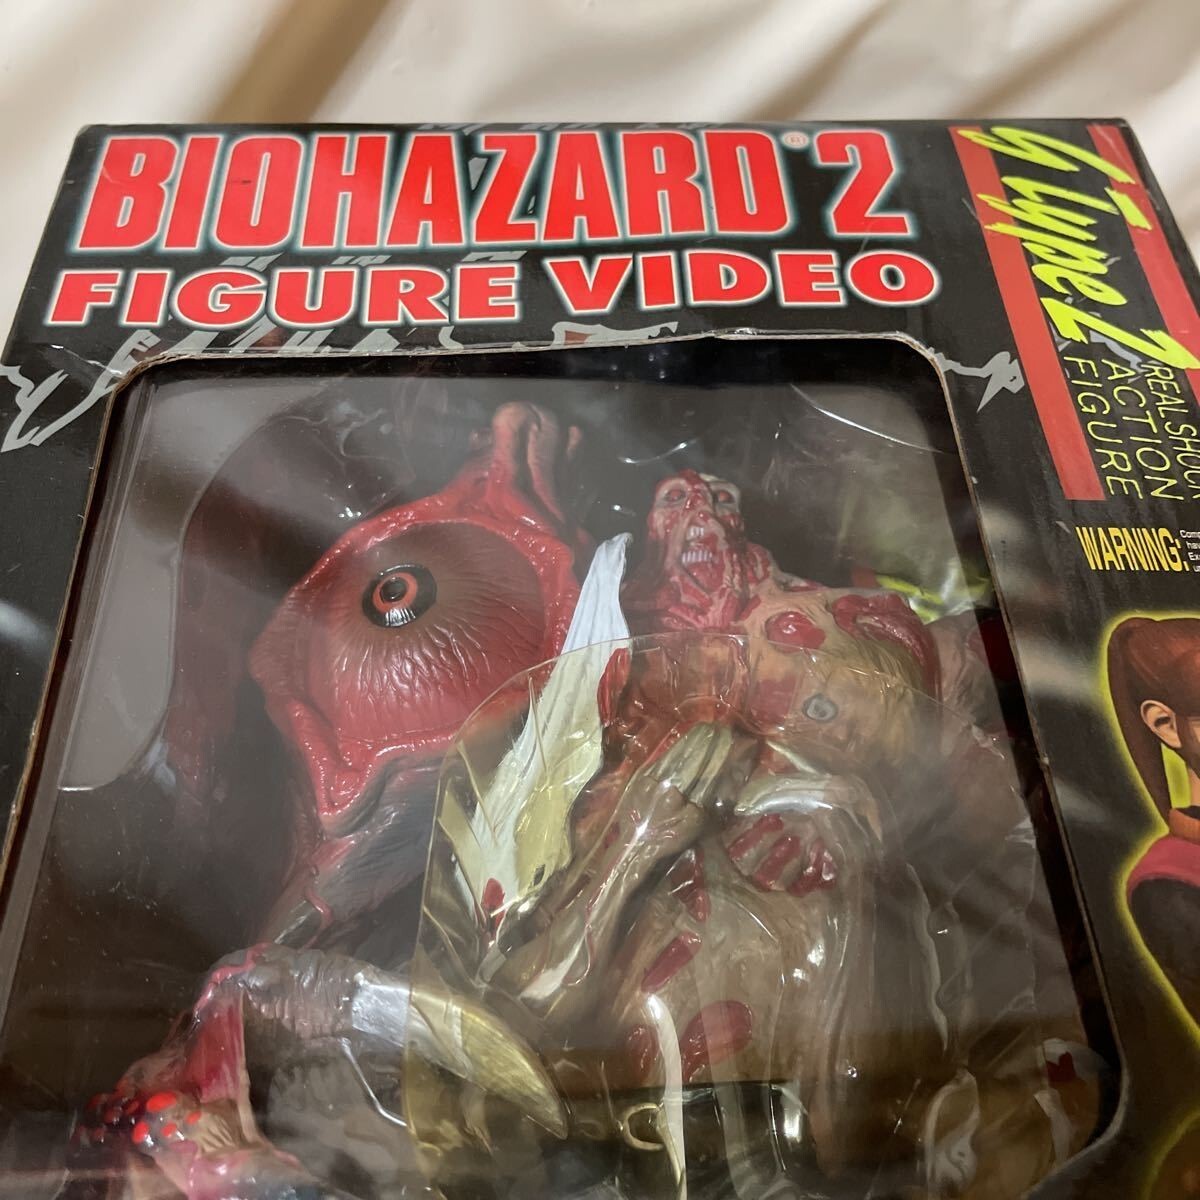 BIOHAZARD® 2
FIGURE VIDEO
Type 2
REAL SHOCK
ACTION
FIGURE
WARNING: